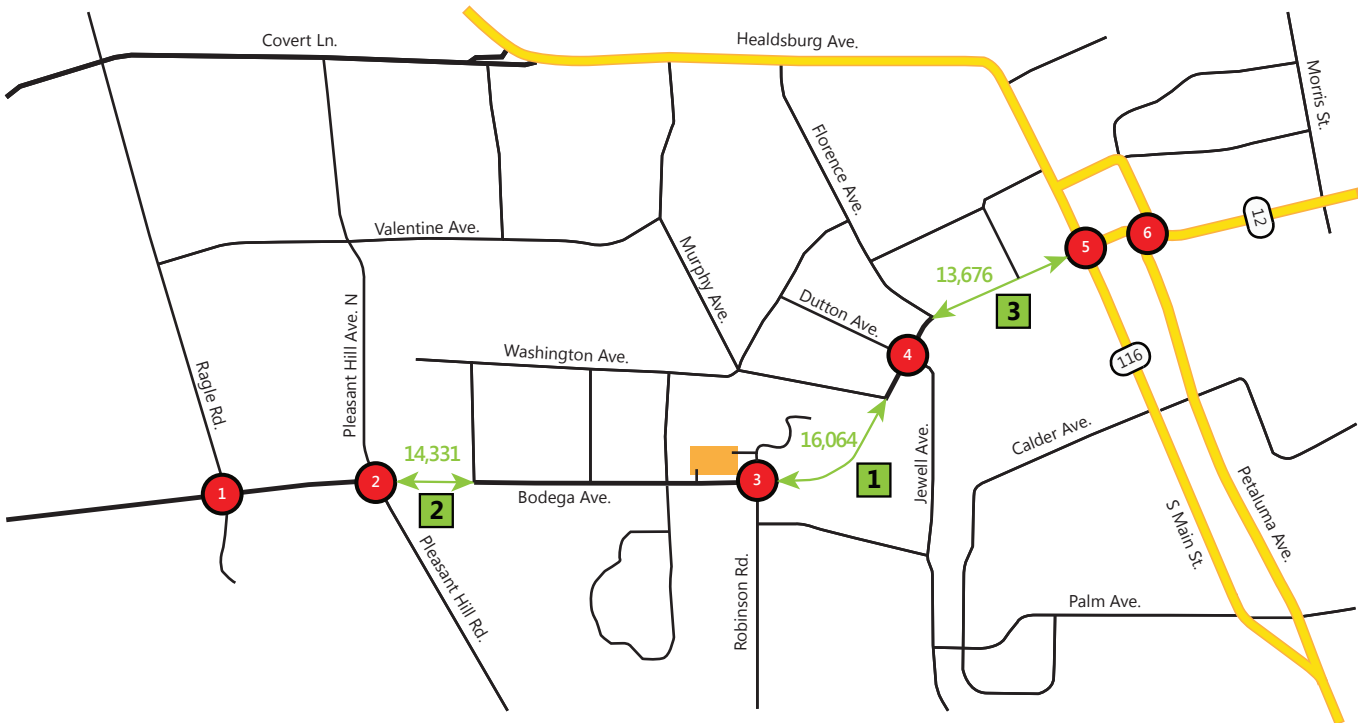 Covert Ln.
Healdsburg Ave.
Morris St.
Florence Ave.
12
Valentine Ave.
Murphy Ave.
5
6
13,676
3
Dutton Ave.
Pleasant Hill Ave. N
Washington Ave.
4
116
Ragle Rd.
14,331
16,064
Calder Ave.
Jewell Ave.
1
2
3
1
2
Bodega Ave.
Petaluma Ave.
S Main St.
Pleasant Hill Rd.
Robinson Rd.
Palm Ave.